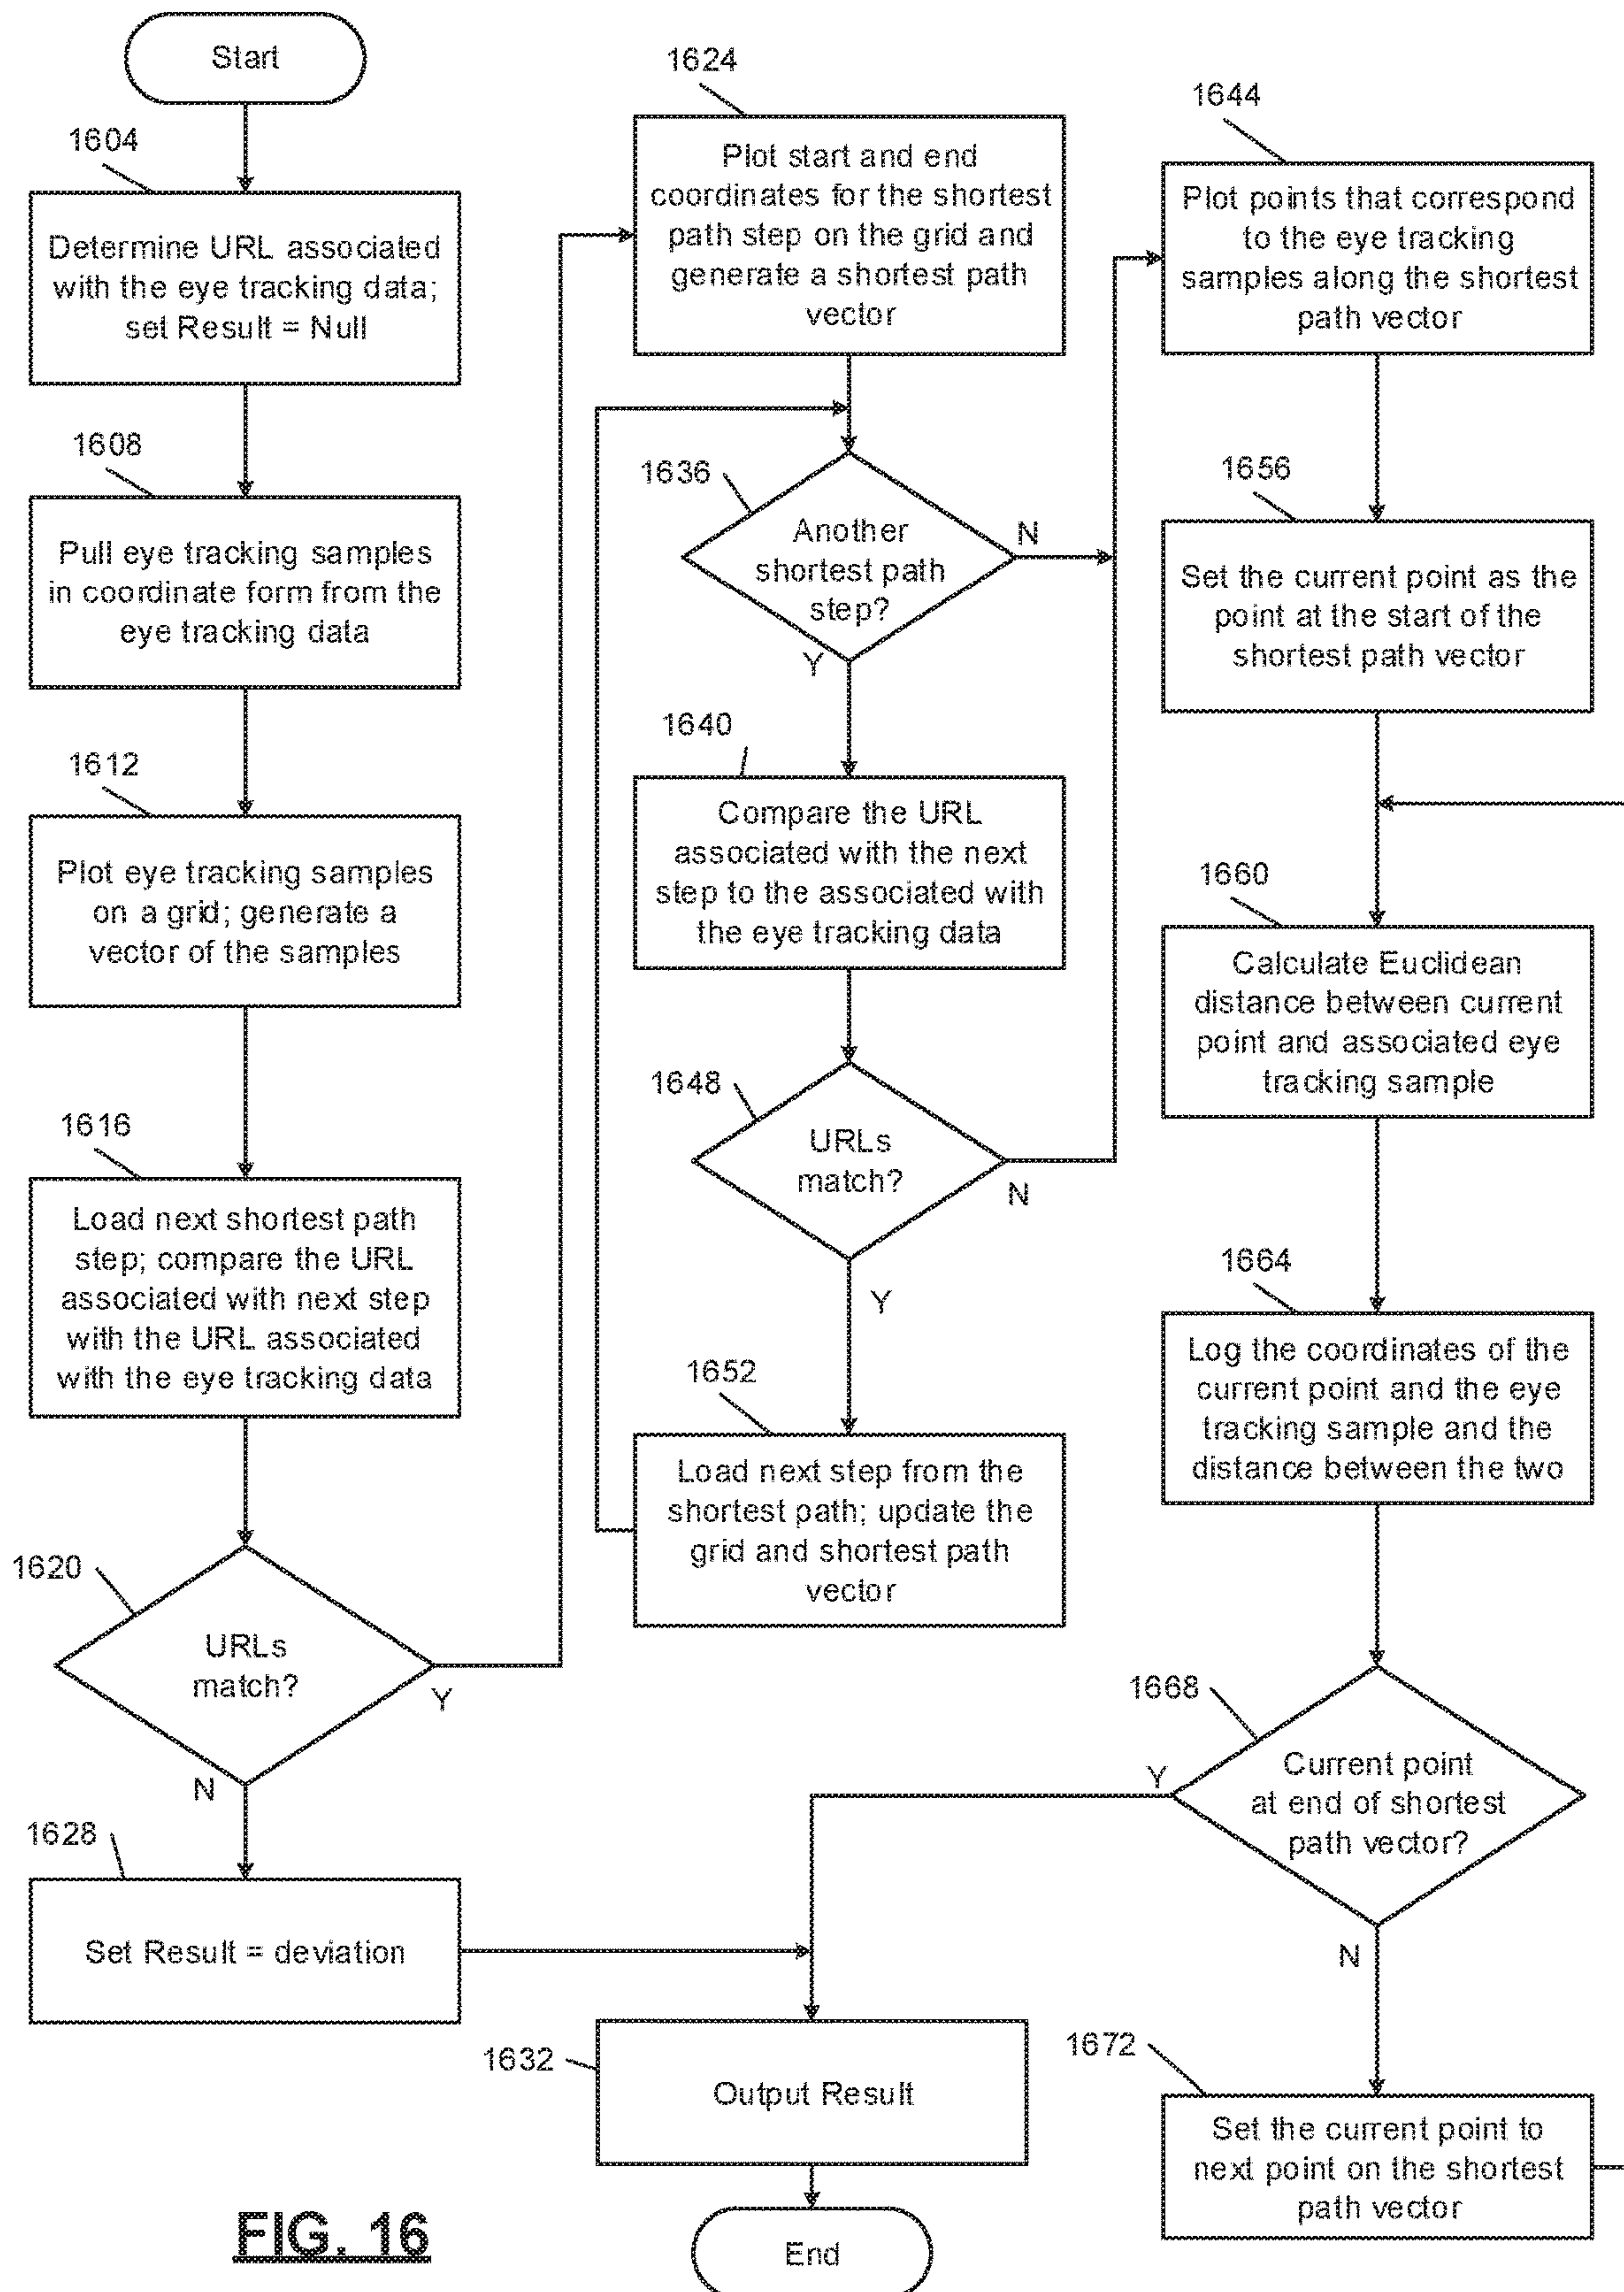 Start
1604
Determine URL associated
with the eye tracking data;
set Result = Null
1608
Pull eye tracking samples
in coordinate form from the
eye tracking data
1612
Plot eye tracking samples
on a grid; generate a
vector of the samples
1616
Load next shortest path
step; compare the URL
associated with next step
with the URL associated
with the eye tracking data
1620
URLs
match?
Y
N
1628
Set Result = deviation
1624
Plot start and end
coordinates for the shortest
path step on the grid and
generate a shortest path
vector
1636
Another
shortest path
step?
N
Y
1640
Compare the URL
associated with the next
step to the associated with
the eye tracking data
1648
URLs
match?
N
Y
1652
Load next step from the
shortest path; update the
grid and shortest path
vector
1632
Output Result
End
1644
Plot points that correspond
to the eye tracking
samples along the shortest
path vector
1656
Set the current point as the
point at the start of the
shortest path vector
1660
Calculate Euclidean
distance between current
point and associated eye
tracking sample
1664
Log the coordinates of the
current point and the eye
tracking sample and the
distance between the two
1668
Current point
at end of shortest
path vector?
Y
N
1672
Set the current point to
next point on the shortest
path vector
FIG. 16